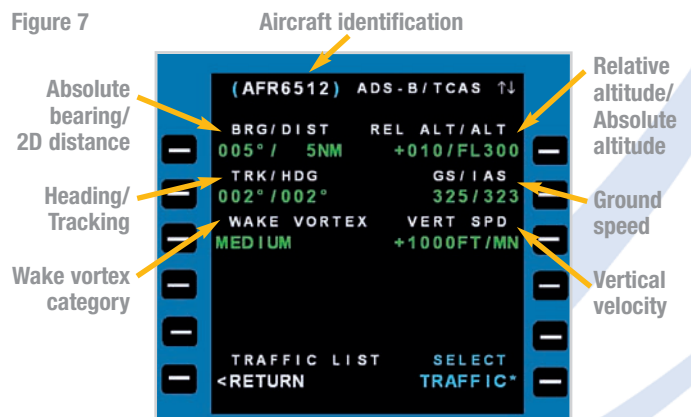 Figure 7
Aircraft identification
Absolute
bearing/
2D distance
Heading/
Tracking
Wake vortex
category
(AFR6512) ADS-B/TCAS ↑↓
BRG/DIST REL ALT/ALT
005°/ 5NM +010/FL300
TRK/HDG GS/IAS
002°/002° 325/323
WAKE VORTEX VERT SPD
MEDIUM +1000FT/MN
TRAFFIC LIST SELECT
<RETURN TRAFFIC*
Relative
altitude/
Absolute
altitude
Ground
speed
Vertical
velocity